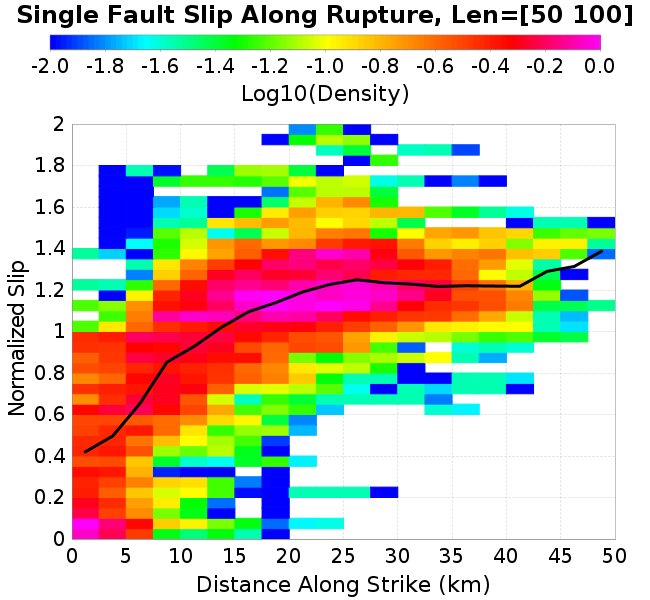 Single Fault Slip Along Rupture, Len=[50 100]
-2.0 -1.8 -1.6 -1.4 -1.2 -1.0 -0.8 -0.6 -0.4 -0.2 0.0
Log10(Density)
2
1.8
1.6
1.4
1.2
1
0.8
0.6
0.4
0.2
0
Normalized Slip
0 5 10 15 20 25 30 35 40 45 50
Distance Along Strike (km)